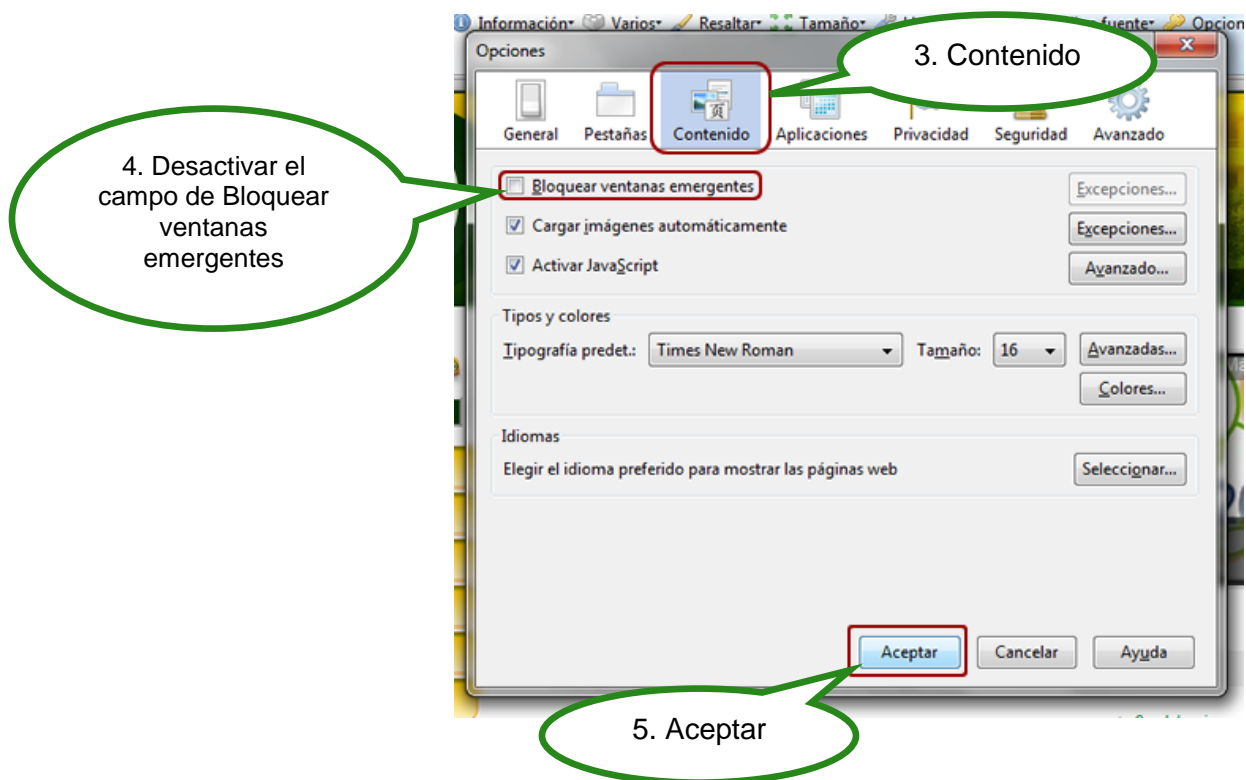 Información Varios Resaltar Tamaño fuente Opcion
Opciones
3. Contenido
General Pestañas Contenido Aplicaciones Privacidad Seguridad Avanzado
页
4. Desactivar el
campo de Bloquear
ventanas
emergentes
Bloquear ventanas emergentes Excepciones...
Cargar imágenes automáticamente Excepciones...
Activar JavaScript Avanzado...
Tipos y colores
Tipografía predet.: Times New Roman Tamaño: 16 Avanzadas...
Colores...
Idiomas
Elegir el idioma preferido para mostrar las páginas web Seleccionar...
Aceptar Cancelar Ayuda
5. Aceptar